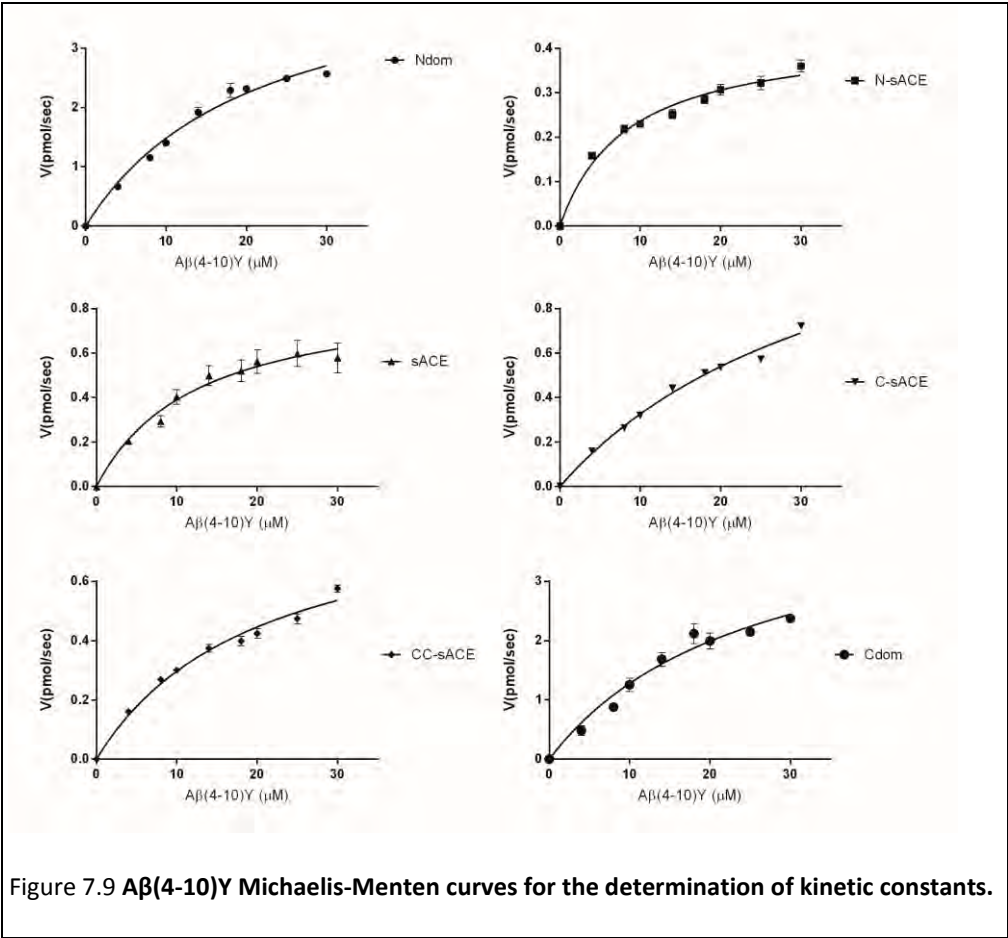 3
2
1
0
0
10
20
30
V(pmol/sec)
Aβ(4-10)Y (μM)
Ndom
0.4
0.3
0.2
0.1
0.0
0
10
20
30
V(pmol/sec)
Aβ(4-10)Y (μM)
N-sACE
0.8
0.6
0.4
0.2
0.0
0
10
20
30
V(pmol/sec)
Aβ(4-10)Y (μM)
sACE
0.8
0.6
0.4
0.2
0.0
0
10
20
30
V(pmol/sec)
Aβ(4-10)Y (μM)
C-sACE
0.6
0.4
0.2
0.0
0
10
20
30
V(pmol/sec)
Aβ(4-10)Y (μM)
CC-sACE
3
2
1
0
0
10
20
30
V(pmol/sec)
Aβ(4-10)Y (μM)
Cdom
Figure 7.9 Aβ(4-10)Y Michaelis-Menten curves for the determination of kinetic constants.